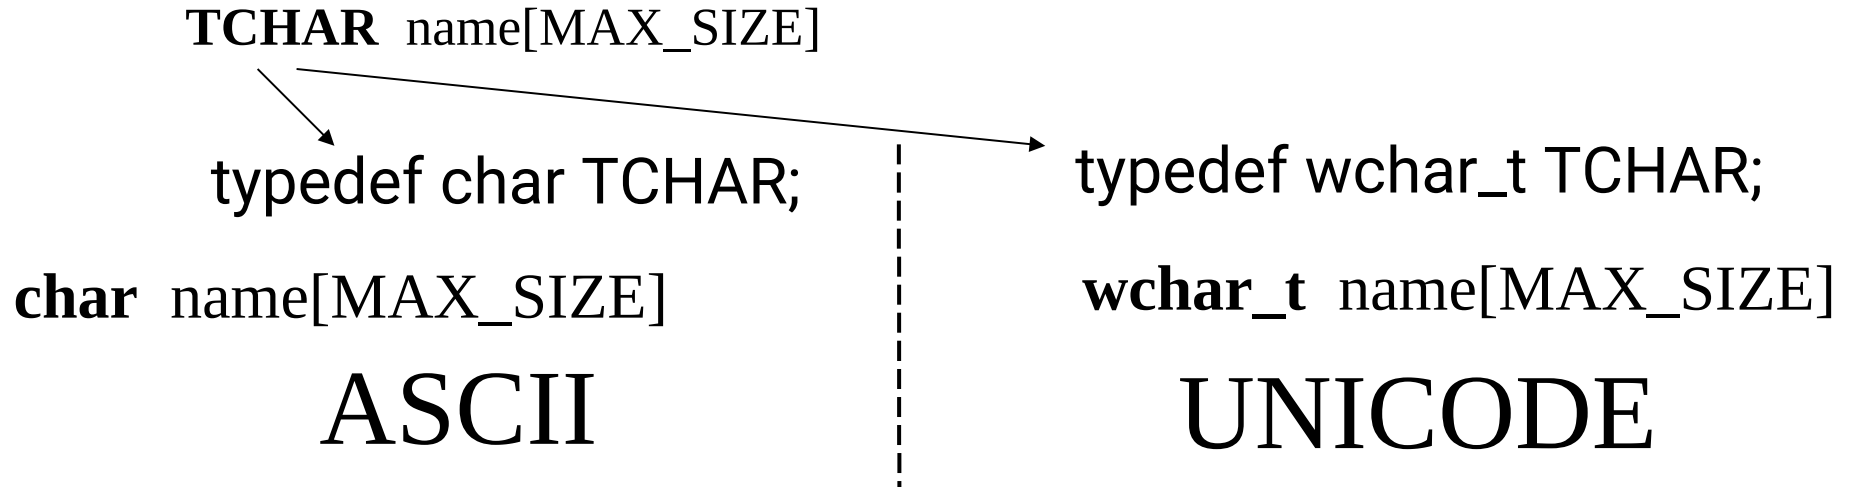 TCHAR name[MAX_SIZE]
typedef char TCHAR;
char name[MAX_SIZE]
ASCII
typedef wchar_t TCHAR;
wchar_t name[MAX_SIZE]
UNICODE